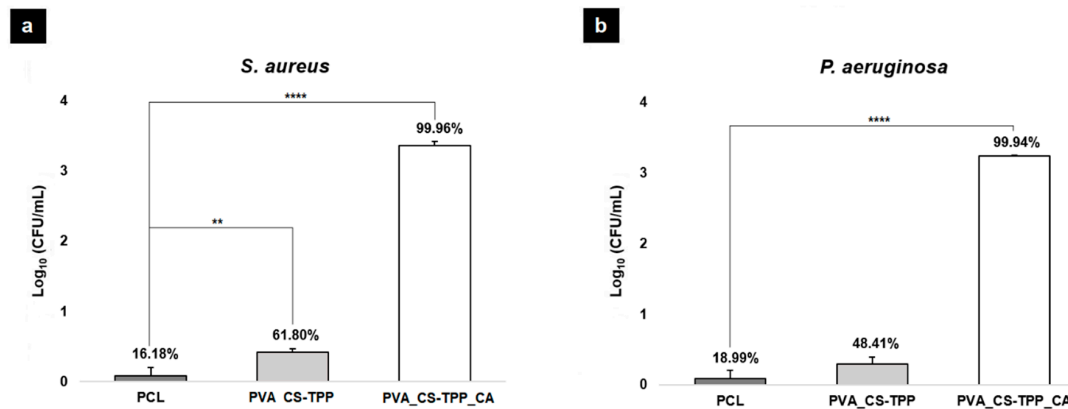 a
S. aureus
Log10 (CFU/mL)
4
3
2
1
0
****
**
16.18%
61.80%
99.96%
PCL
PVA CS-TPP
PVA_CS-TPP_CA
b
P. aeruginosa
Log10 (CFU/mL)
4
3
2
1
0
****
18.99%
48.41%
99.94%
PCL
PVA_CS-TPP
PVA_CS-TPP_CA